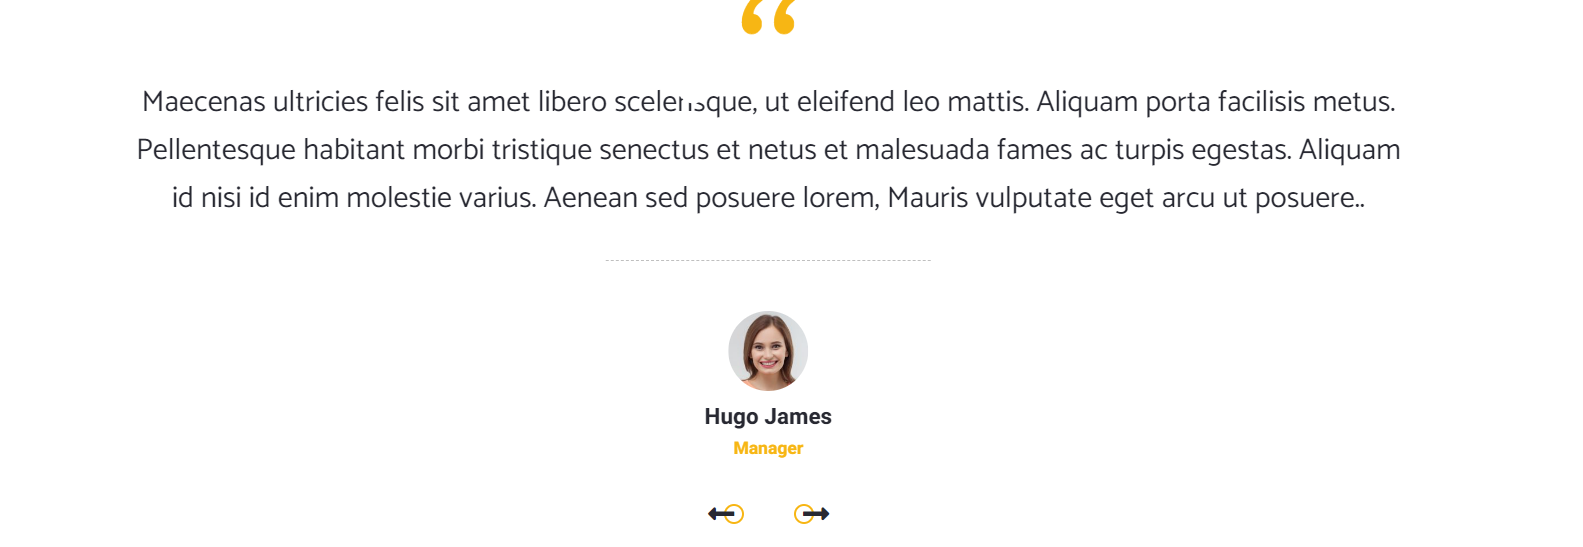 “
Maecenas ultricies felis sit amet libero scelerisque, ut eleifend leo mattis. Aliquam porta facilisis metus.
Pellentesque habitant morbi tristique senectus et netus et malesuada fames ac turpis egestas. Aliquam
id nisi id enim molestie varius. Aenean sed posuere lorem, Mauris vulputate eget arcu ut posuere..
Hugo James
Manager